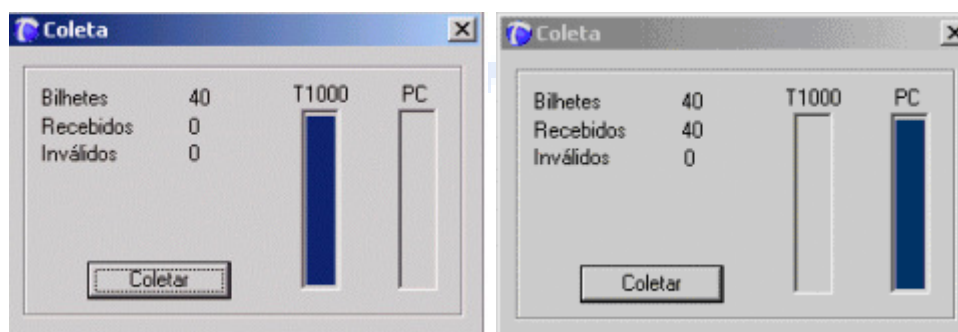 Coleta
Bilhetes 40 T1000 PC
Recebidos 0
Inválidos 0
Coletar
Coleta
Bilhetes 40 T1000 PC
Recebidos 40
Inválidos 0
Coletar